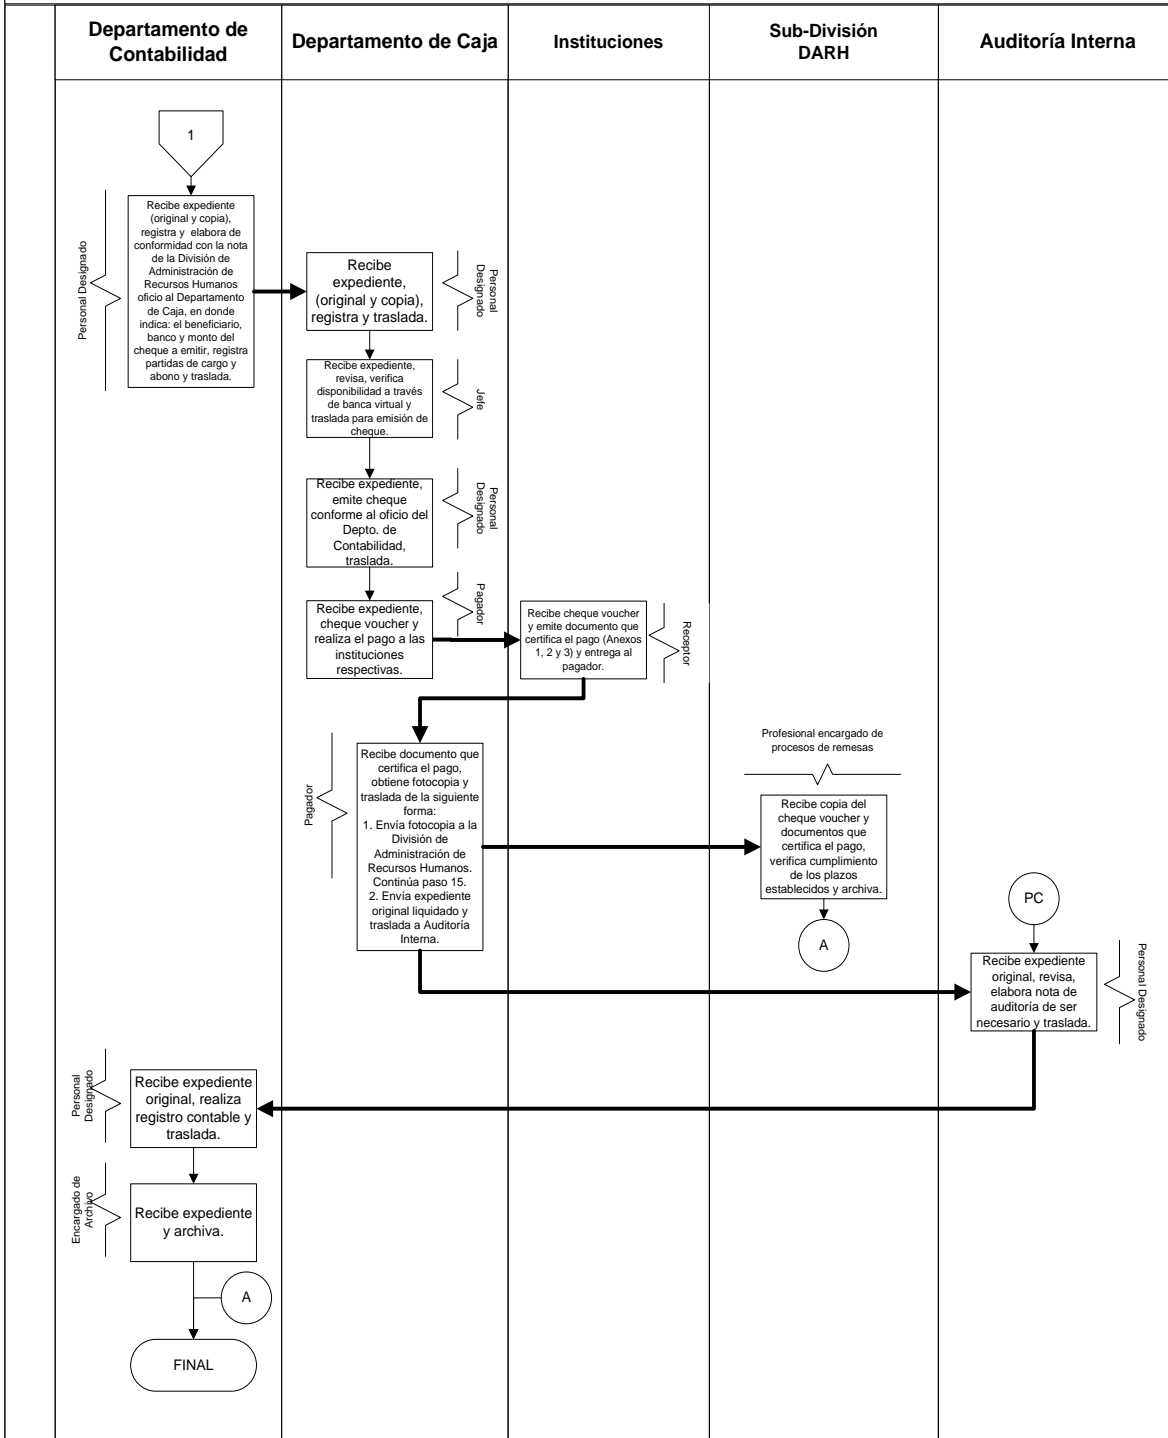 Departamento de
Contabilidad
Departamento de Caja
Instituciones
Sub-División
DARH
Auditoría Interna
1
Personal Designado
Recibe expediente
(original y copia),
registra y elabora de
conformidad con la nota
de la División de
Administración de
Recursos Humanos
oficio al Departamento
de Caja, en donde
indica: el beneficiario,
banco y monto del
cheque a emitir, registra
partidas de cargo y
abono y traslada.
Recibe
expediente,
(original y copia),
registra y traslada.
Personal
Designado
Recibe expediente,
revisa, verifica
disponibilidad a través
de banca virtual y
traslada para emisión de
cheque.
Jefe
Recibe expediente,
emite cheque
conforme al oficio del
Depto. de
Contabilidad,
traslada.
Personal
Designado
Recibe expediente,
cheque voucher y
realiza el pago a las
instituciones
respectivas.
Pagador
Recibe cheque voucher
y emite documento que
certifica el pago (Anexos
1, 2 y 3) y entrega al
pagador.
Receptor
Pagador
Recibe documento que
certifica el pago,
obtiene fotocopia y
traslada de la siguiente
forma:
1. Envía fotocopia a la
División de
Administración de
Recursos Humanos.
Continúa paso 15.
2. Envía expediente
original liquidado y
traslada a Auditoría
Interna.
Profesional encargado de
procesos de remesas
Recibe copia del
cheque voucher y
documentos que
certifica el pago,
verifica cumplimiento
de los plazos
establecidos y archiva.
A
PC
Recibe expediente
original, revisa,
elabora nota de
auditoría de ser
necesario y traslada.
Personal Designado
Personal
Designado
Recibe expediente
original, realiza
registro contable y
traslada.
Encargado de
Archivo
Recibe expediente
y archiva.
A
FINAL